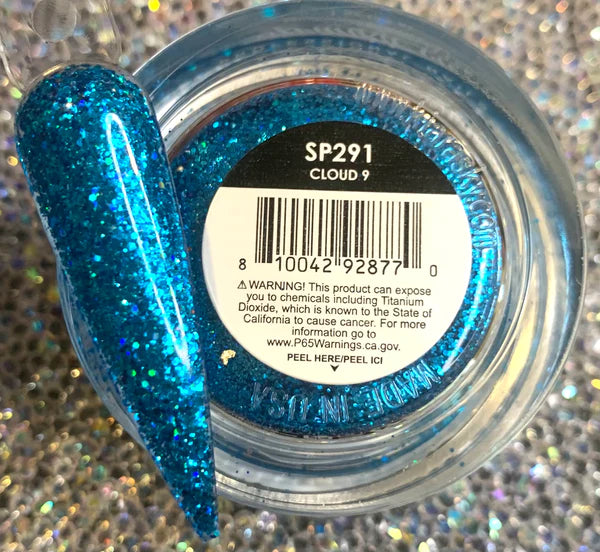 SP291
CLOUD 9
8 10042 92877 0
⚠WARNING! This product can expose
you to chemicals including Titanium
Dioxide, which is known to the State of
California to cause cancer. For more
information go to
www.P65Warnings.ca.gov.
PEEL HERE/PEEL ICI
MADE IN USA